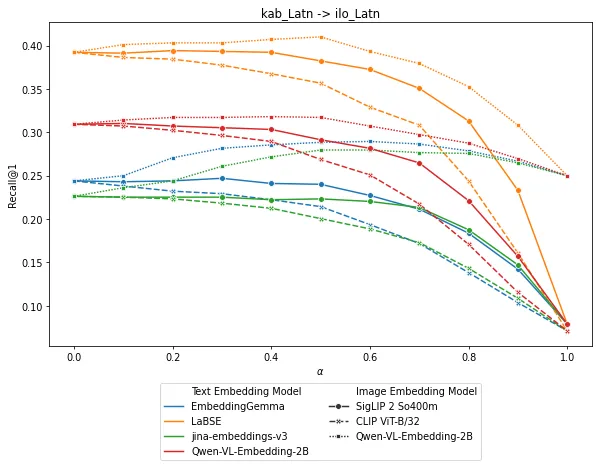 kab_Latn -> ilo_Latn
Recall@1
0.40
0.35
0.30
0.25
0.20
0.15
0.10
0.0 0.2 0.4 0.6 0.8 1.0
α
Text Embedding Model Image Embedding Model
EmbeddingGemma SigLIP 2 So400m
LaBSE CLIP ViT-B/32
jina-embeddings-v3 Qwen-VL-Embedding-2B
Qwen-VL-Embedding-2B